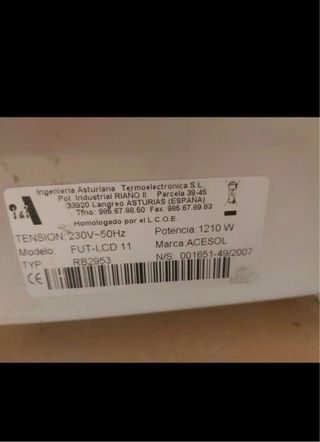 Ingenieria Asturiana Termoelectrónica S.L.
Pol. Industrial RIAÑO II Parcela 39-45
33920 Langreo ASTURIAS (ESPAÑA)
Tfno: 985.67.88.50 Fax. 985.67.89.83
Homologado por el L.C.O.E.
TENSION: 230V~50Hz Potencia: 1210 W
Modelo FUT-LCD 11 Marca ACESOL
TYP RB2953 N/S: 001651-49/2007
CE